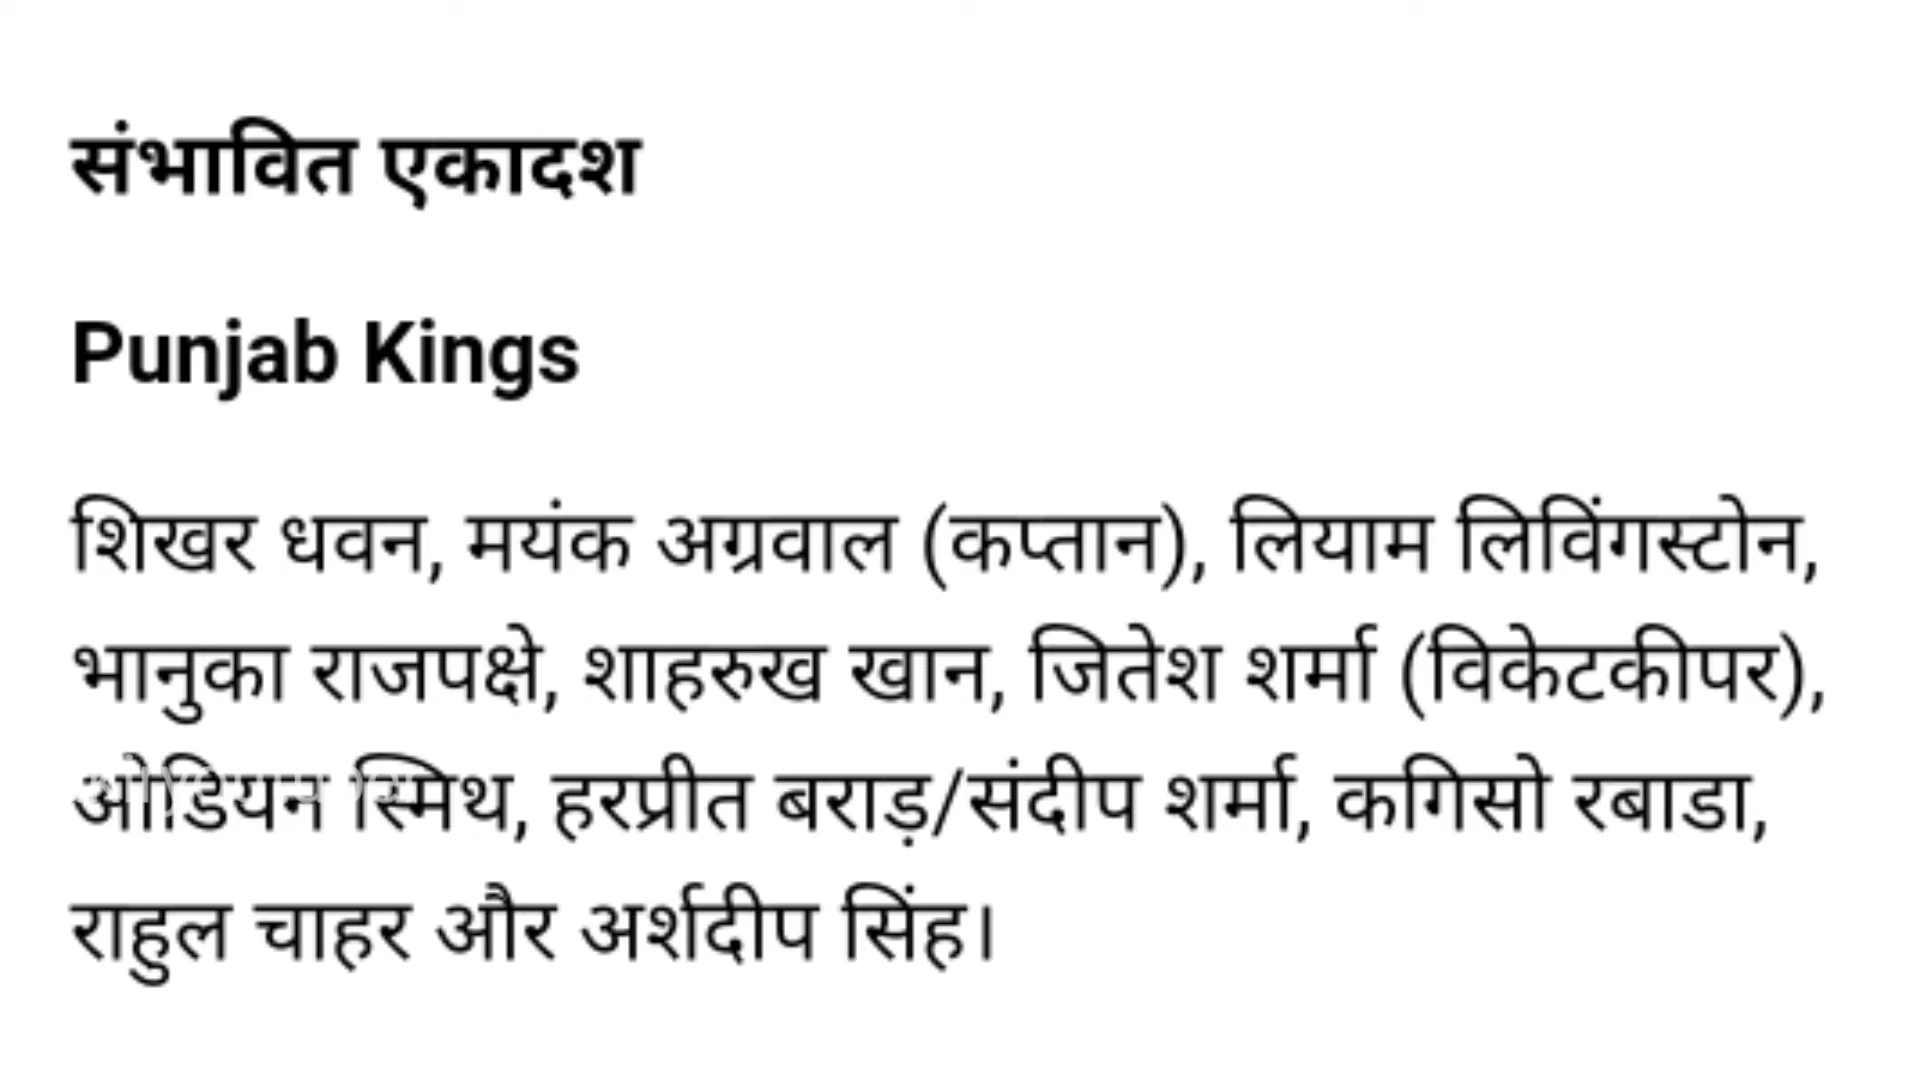 संभावित एकादश
Punjab Kings
शिखर धवन, मयंक अग्रवाल (कप्तान), लियाम लिविंगस्टोन,
भानुका राजपक्षे, शाहरुख खान, जितेश शर्मा (विकेटकीपर),
ओडियन स्मिथ, हरप्रीत बराड़/संदीप शर्मा, कगिसो रबाडा,
राहुल चाहर और अर्शदीप सिंह।